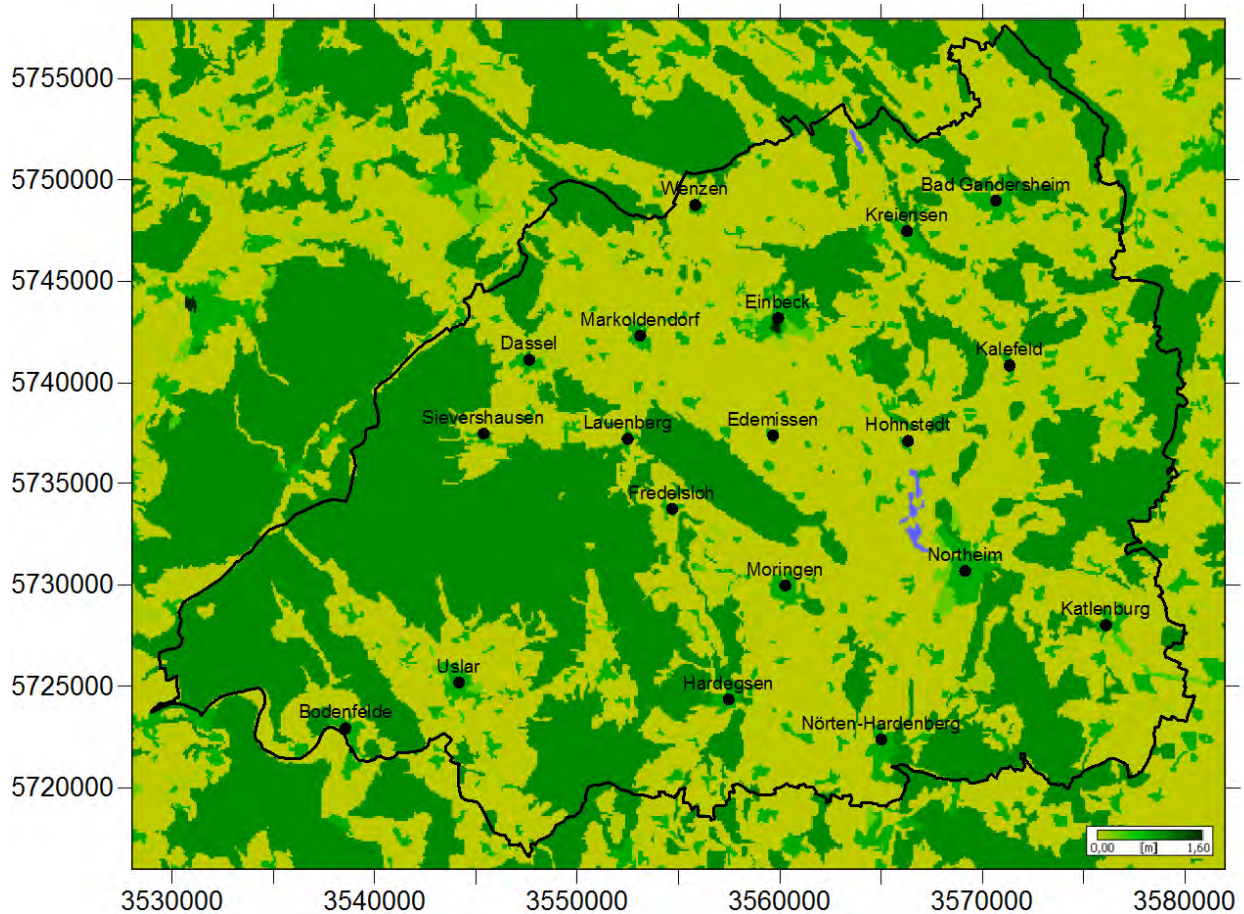 5755000
5750000
5745000
5740000
5735000
5730000
5725000
5720000
Wenzen
Bad Gandersheim
Kreiensen
Einbeck
Markoldendorf
Dassel
Kalefeld
Sievershausen
Lauenberg
Edemissen
Hohnstedt
Fredelsloh
Northeim
Moringen
Katlenburg
Uslar
Hardegsen
Bodenfelde
Nörten-Hardenberg
0,00 [m] 1,60
3530000 3540000 3550000 3560000 3570000 3580000